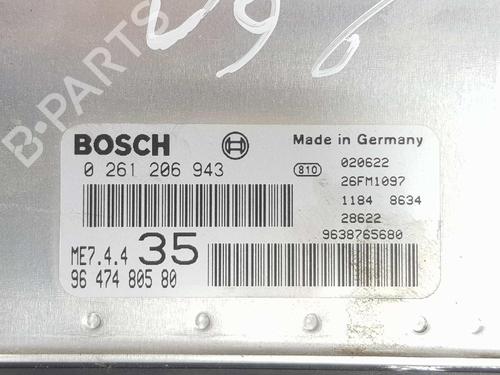 B-PARTS
96
BOSCH
Made in Germany
0 261 206 943
810
020622
26FM1097
1184 8634
28622
9638765680
ME7.4.4 35
96 474 805 80